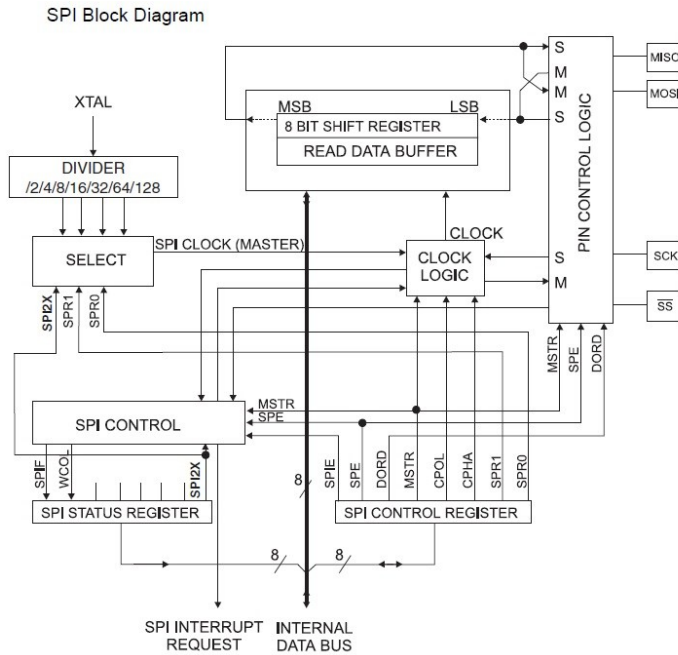 SPI Block Diagram
S
MISO
M
M
MOSI
XTAL
MSB
LSB
S
8 BIT SHIFT REGISTER
READ DATA BUFFER
DIVIDER
/2/4/8/16/32/64/128
PIN CONTROL LOGIC
SPI CLOCK (MASTER)
CLOCK
SELECT
CLOCK
LOGIC
S
SCK
M
SS
SPI2X
SPR1
SPR0
MSTR
SPE
DORD
MSTR
SPE
SPI CONTROL
SPIF
WCOL
SPI2X
SPIE
SPE
DORD
MSTR
CPOL
CPHA
SPR1
SPR0
8
SPI STATUS REGISTER
SPI CONTROL REGISTER
8
8
SPI INTERRUPT
REQUEST
INTERNAL
DATA BUS